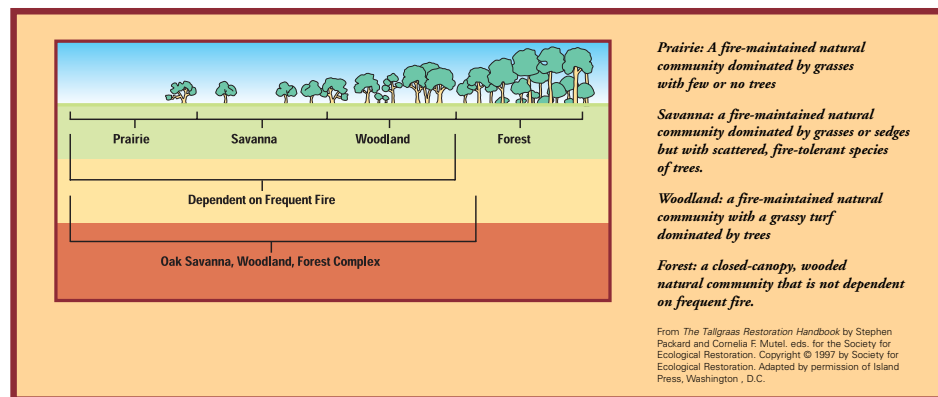 Prairie
Savanna
Woodland
Forest
Dependent on Frequent Fire
Oak Savanna, Woodland, Forest Complex
Prairie: A fire-maintained natural
community dominated by grasses
with few or no trees
Savanna: a fire-maintained natural
community dominated by grasses or sedges
but with scattered, fire-tolerant species
of trees.
Woodland: a fire-maintained natural
community with a grassy turf
dominated by trees
Forest: a closed-canopy, wooded
natural community that is not dependent
on frequent fire.
From The Tallgraas Restoration Handbook by Stephen
Packard and Cornelia F. Mutel. eds. for the Society for
Ecological Restoration. Copyright © 1997 by Society for
Ecological Restoration. Adapted by permission of Island
Press, Washington , D.C.